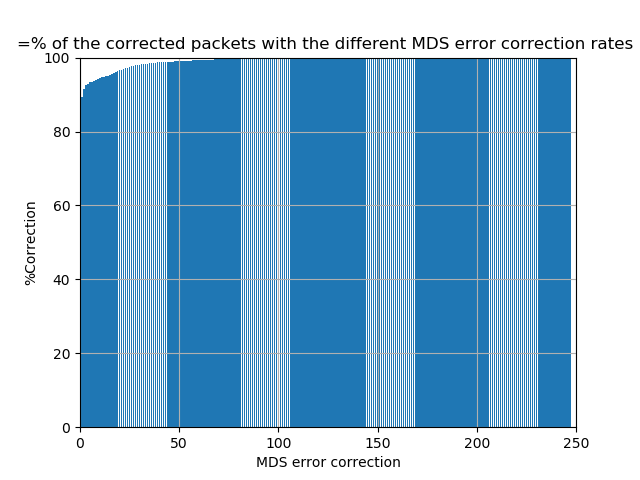 =% of the corrected packets with the different MDS error correction rates
100
80
60
40
20
0
%Correction
0 50 100 150 200 250
MDS error correction